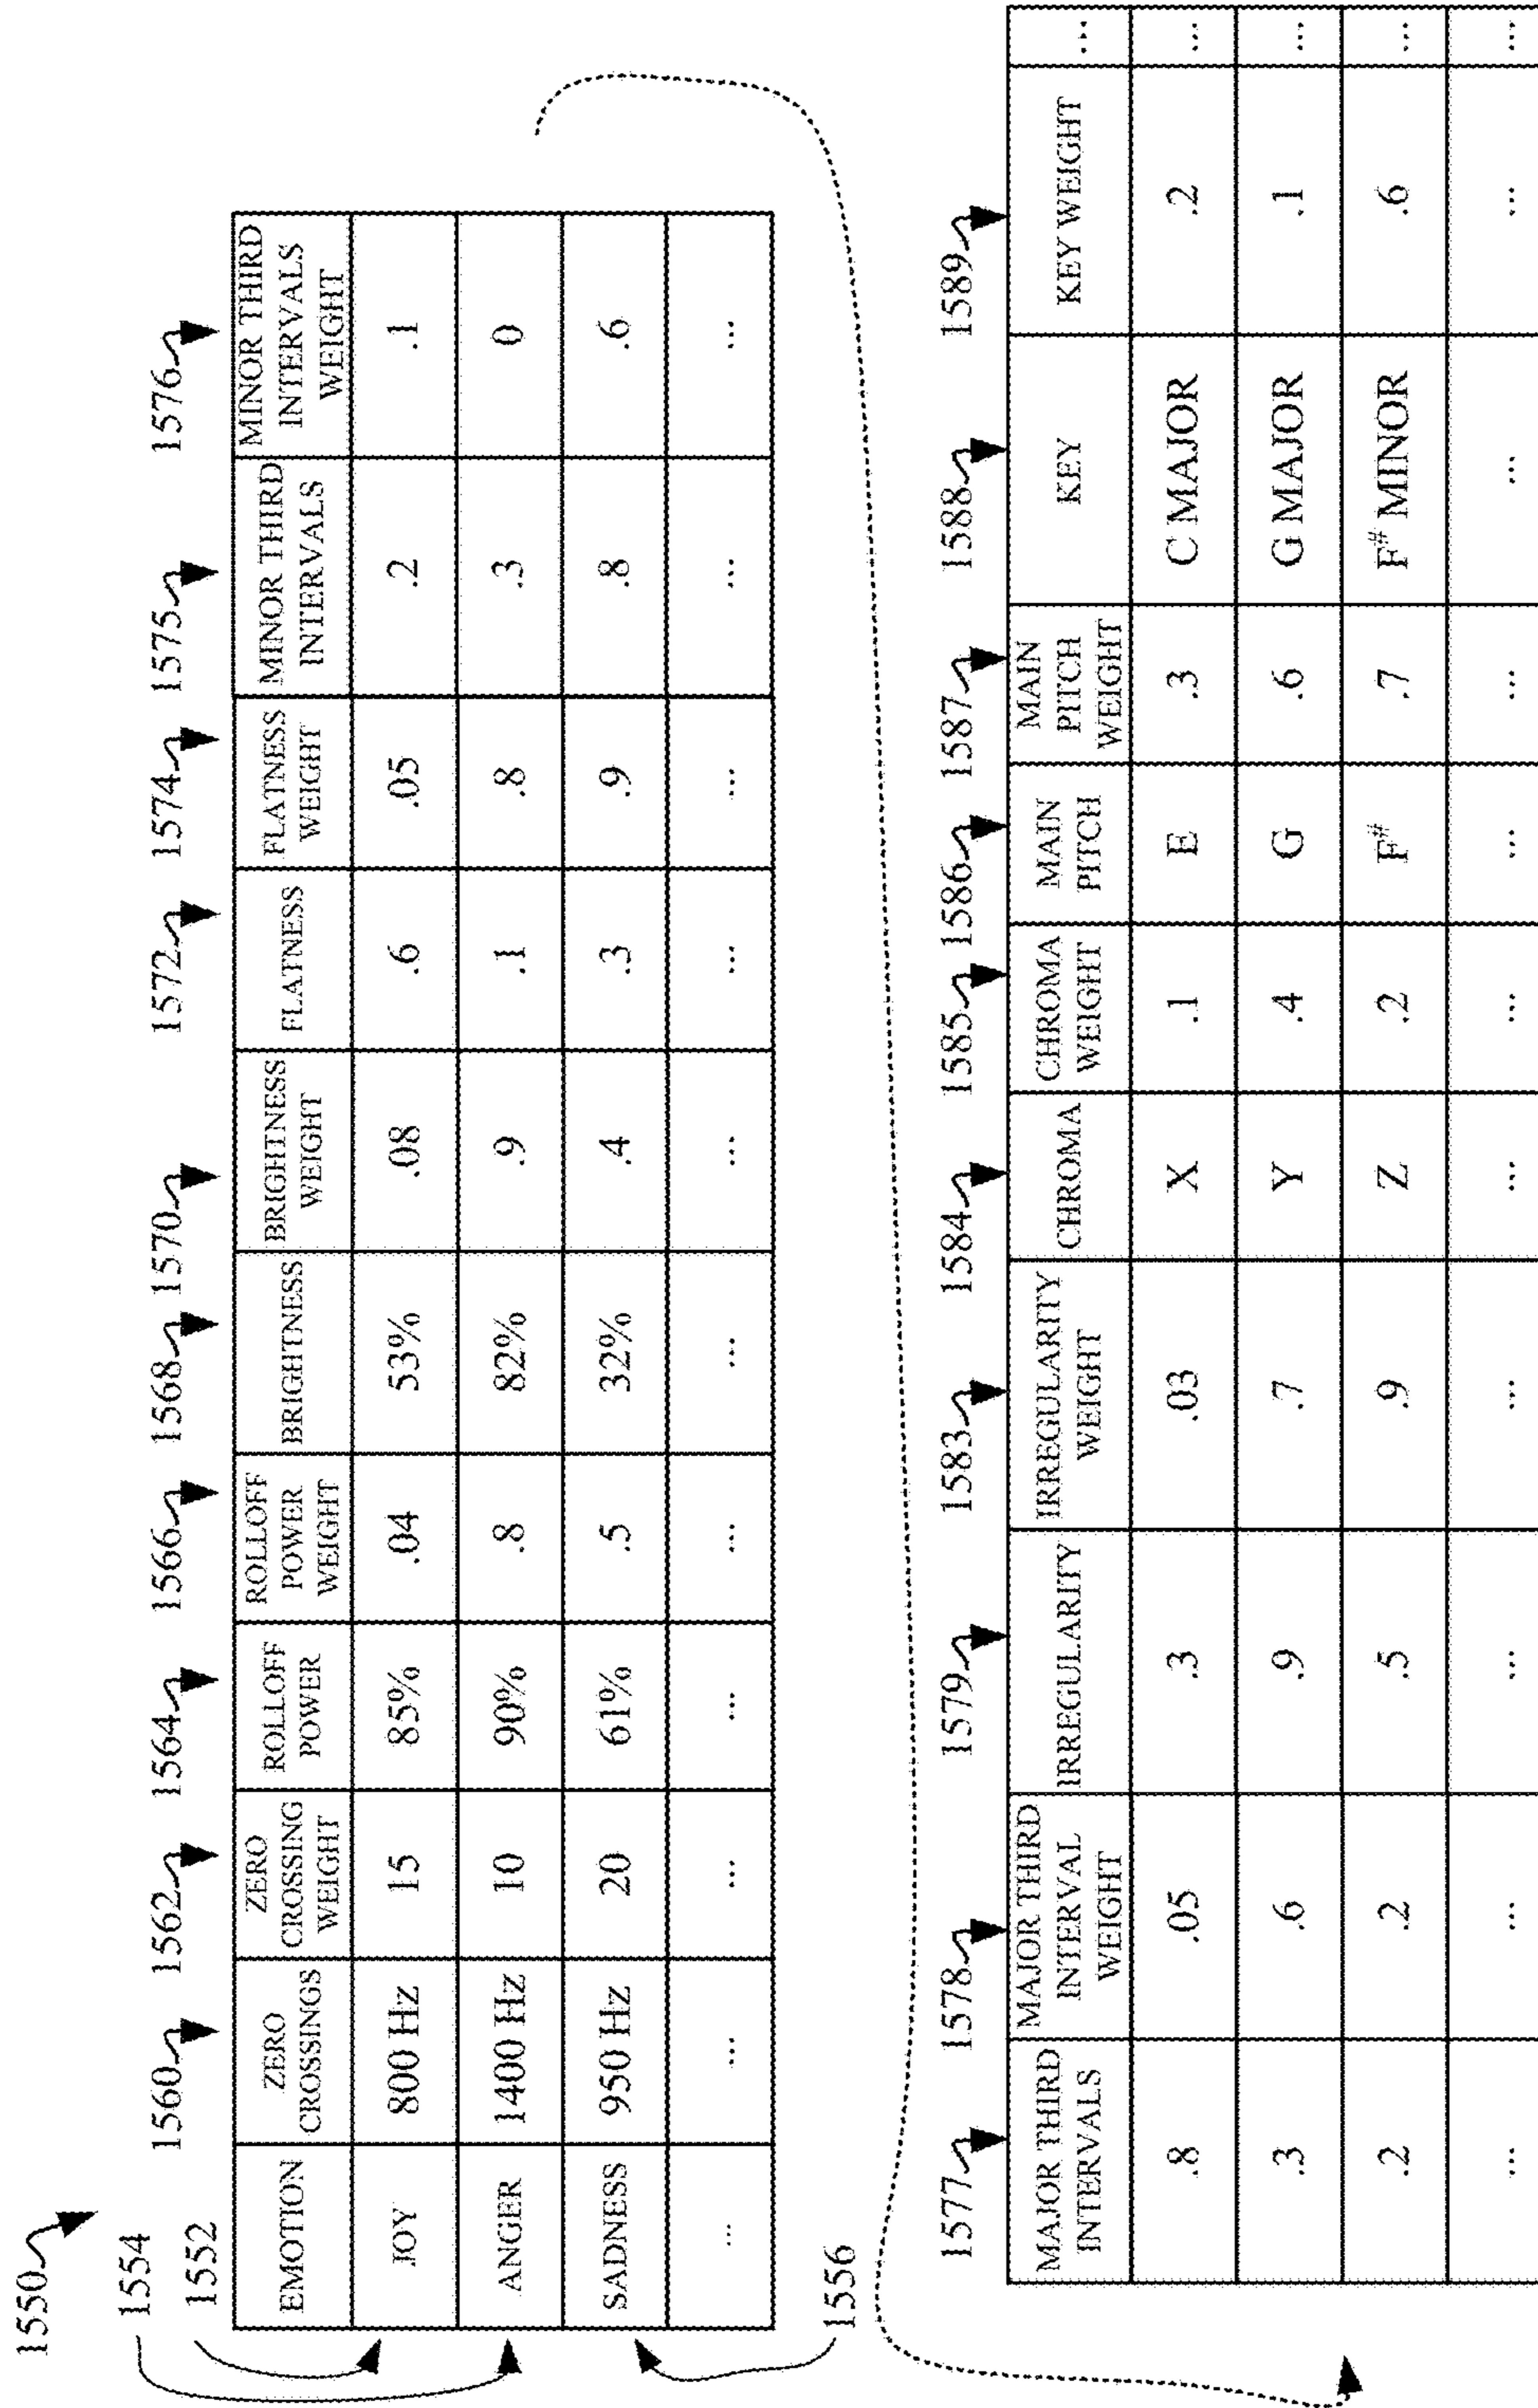 1550
1554
1552
1560 1562 1564 1566 1568 1570 1572 1574 1575 1576
EMOTION ZERO CROSSINGS ZERO CROSSING WEIGHT ROLLOFF POWER ROLLOFF POWER WEIGHT BRIGHTNESS BRIGHTNESS WEIGHT FLATNESS FLATNESS WEIGHT MINOR THIRD INTERVALS MINOR THIRD INTERVALS WEIGHT
JOY 800 Hz 15 85% .04 53% .08 .6 .05 .2 .1
ANGER 1400 Hz 10 90% .8 82% .9 .1 .8 .3 0
SADNESS 950 Hz 20 61% .5 32% .4 .3 .9 .8 .6
... ... ... ... ... ... ... ... ... ... ...
1556
1577 1578 1579 1583 1584 1585 1586 1587 1588 1589
MAJOR THIRD INTERVALS MAJOR THIRD INTERVAL WEIGHT IRREGULARITY IRREGULARITY WEIGHT CHROMA CHROMA WEIGHT MAIN PITCH MAIN PITCH WEIGHT KEY KEY WEIGHT ...
.8 .05 .3 .03 X .1 E .3 C MAJOR .2 ...
.3 .6 .9 .7 Y .4 G .6 G MAJOR .1 ...
.2 .2 .5 .9 Z .2 F# .7 F# MINOR .6 ...
... ... ... ... ... ... ... ... ... ... ...